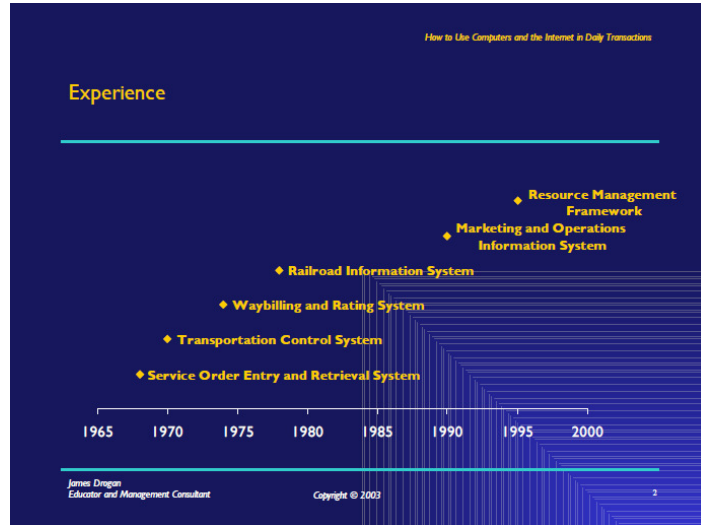 How to Use Computers and the Internet in Daily Transactions
Experience
Resource Management
Framework
Marketing and Operations
Information System
Railroad Information System
Waybilling and Rating System
Transportation Control System
Service Order Entry and Retrieval System
1965 1970 1975 1980 1985 1990 1995 2000
James Drogan
Educator and Management Consultant
Copyright © 2003
2